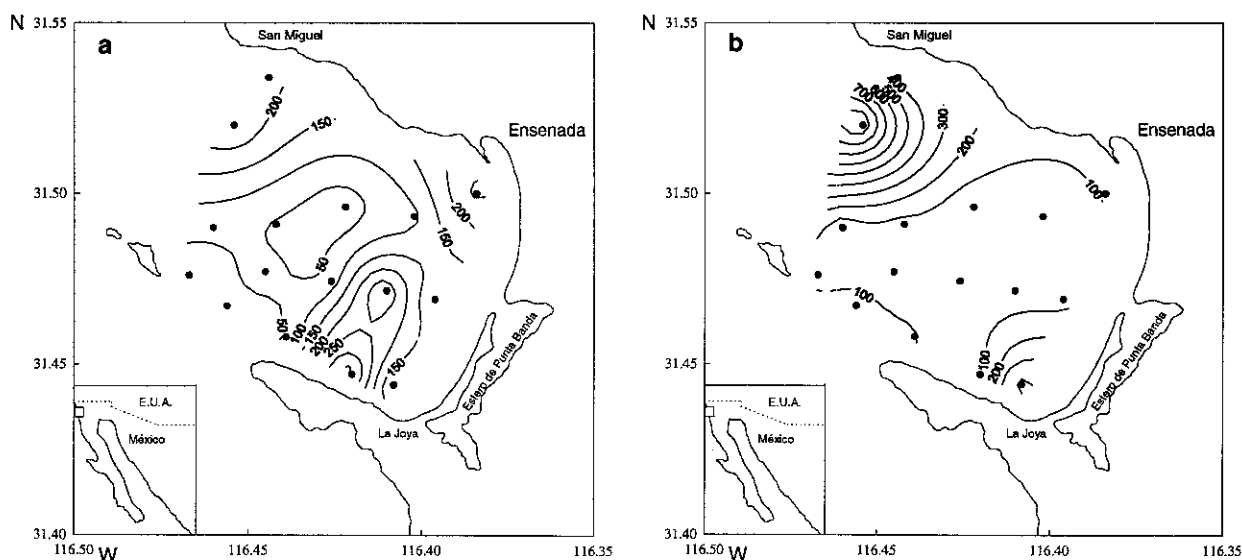 N
31.55
31.50
31.45
31.40
116.50
W
116.45
116.40
116.35
a
San Miguel
Ensenada
Estero de Punta Banda
La Joya
E.U.A.
México
200
150
200
150
50
50
100
150
200
250
150
N
31.55
31.50
31.45
31.40
116.50
W
116.45
116.40
116.35
b
San Miguel
Ensenada
Estero de Punta Banda
La Joya
E.U.A.
México
700
300
200
100
100
100
200